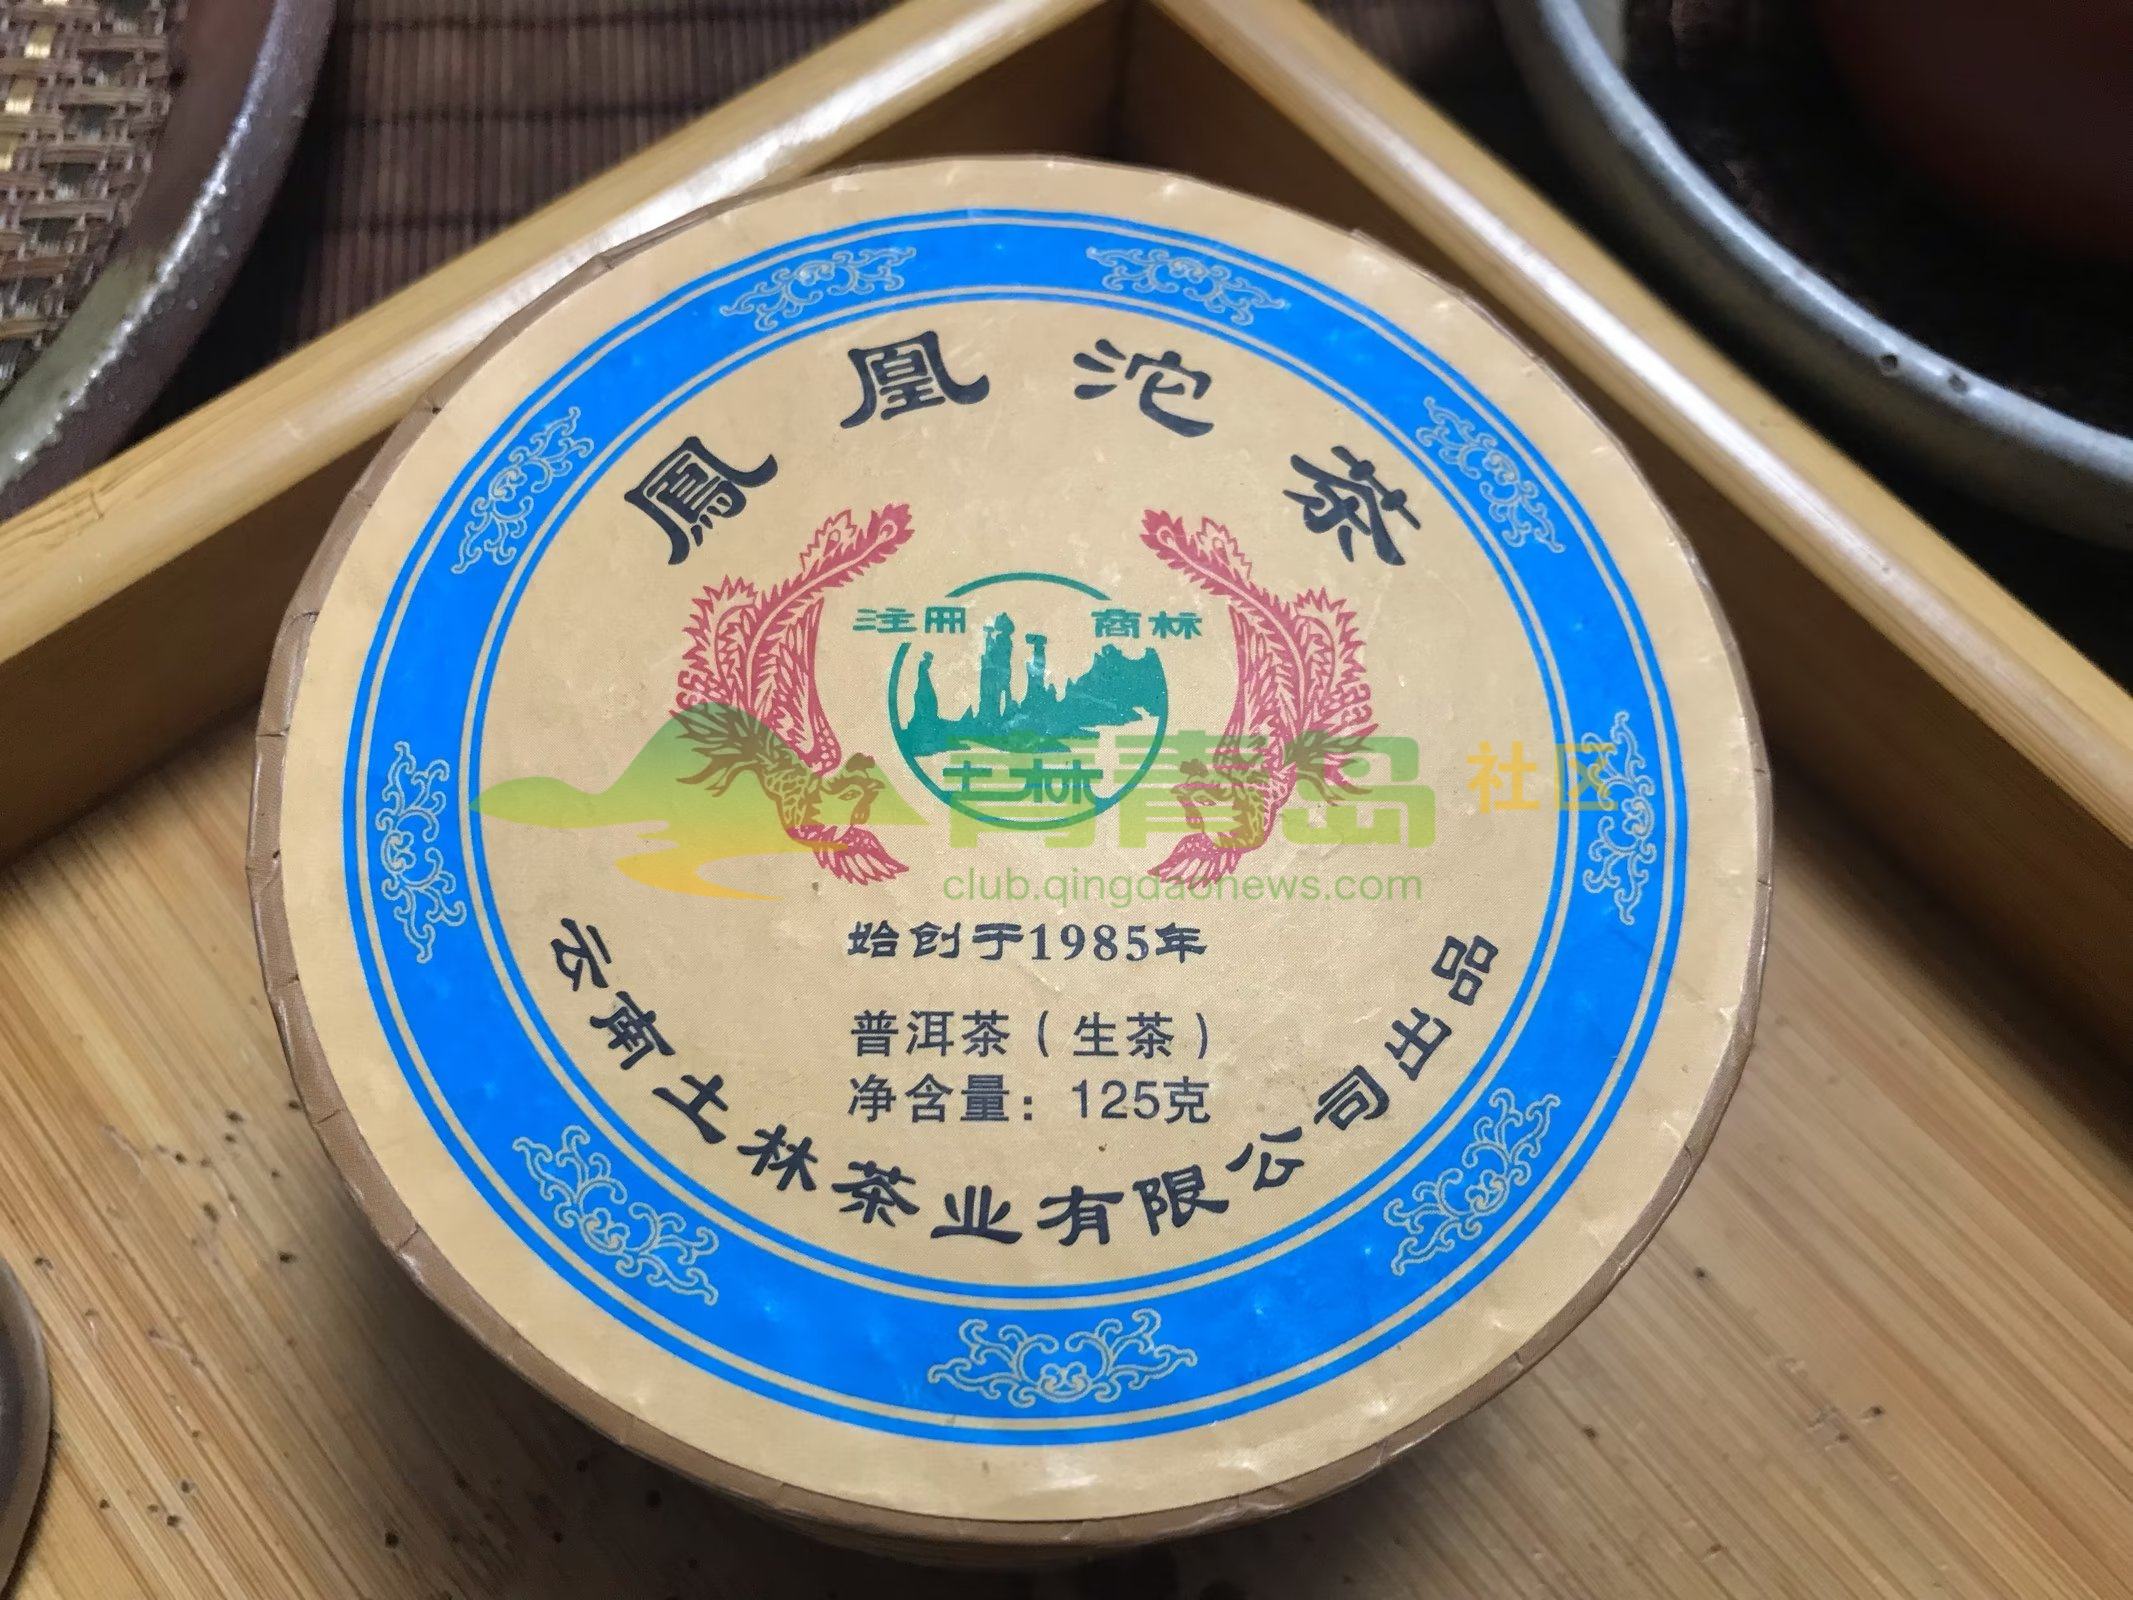 鳳凰沱茶
注册 商标
土林
青青岛 社区
club.qingdaonews.com
始创于1985年
普洱茶（生茶）
净含量：125克
云南土林茶业有限公司出品